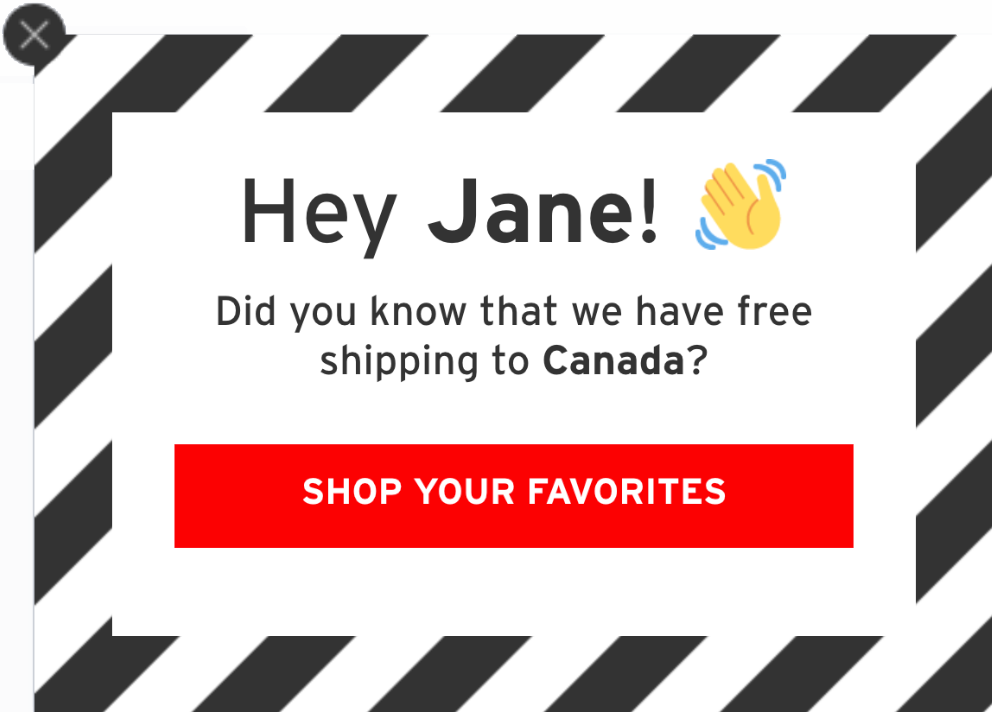 Hey Jane! 👋
Did you know that we have free
shipping to Canada?
SHOP YOUR FAVORITES